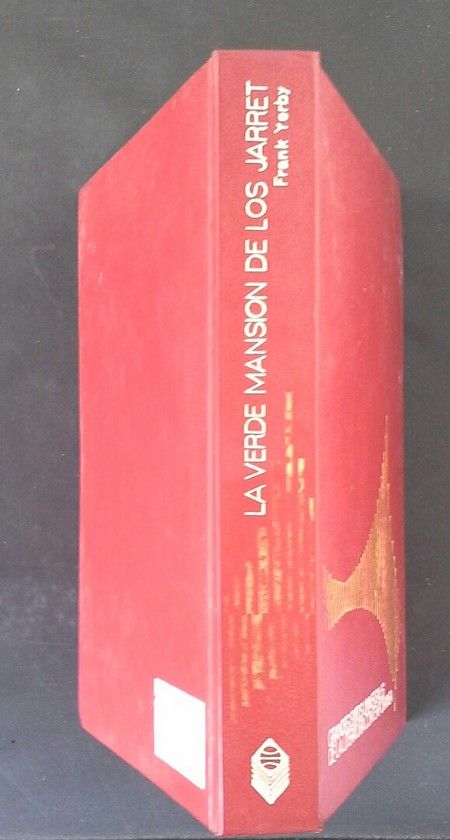 LA VERDE MANSION DE LOS JARRET
Frank Yerby